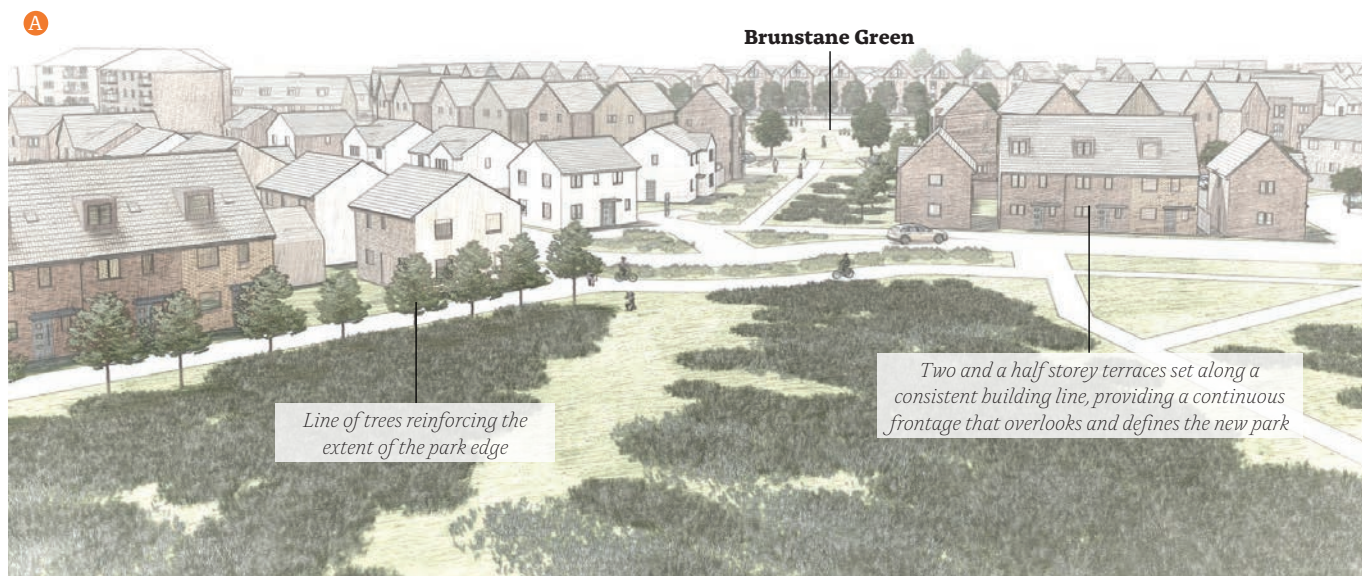 A
Brunstane Green
Line of trees reinforcing the
extent of the park edge
Two and a half storey terraces set along a
consistent building line, providing a continuous
frontage that overlooks and defines the new park